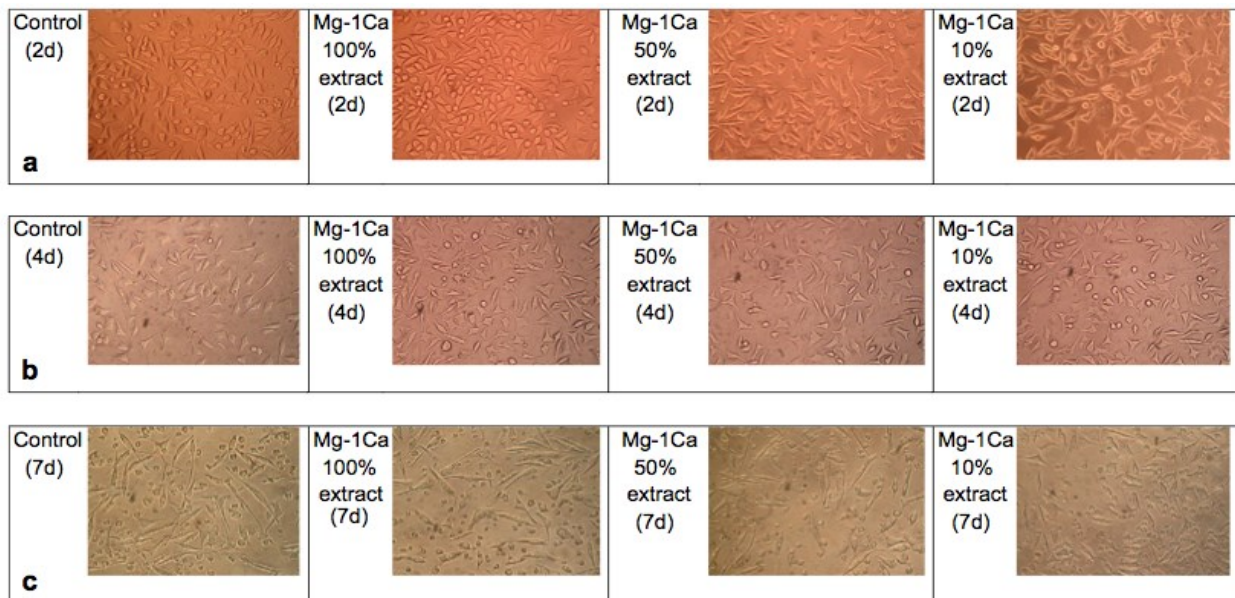 Control
(2d)
Mg-1Ca
100%
extract
(2d)
Mg-1Ca
50%
extract
(2d)
Mg-1Ca
10%
extract
(2d)
a
Control
(4d)
Mg-1Ca
100%
extract
(4d)
Mg-1Ca
50%
extract
(4d)
Mg-1Ca
10%
extract
(4d)
b
Control
(7d)
Mg-1Ca
100%
extract
(7d)
Mg-1Ca
50%
extract
(7d)
Mg-1Ca
10%
extract
(7d)
c